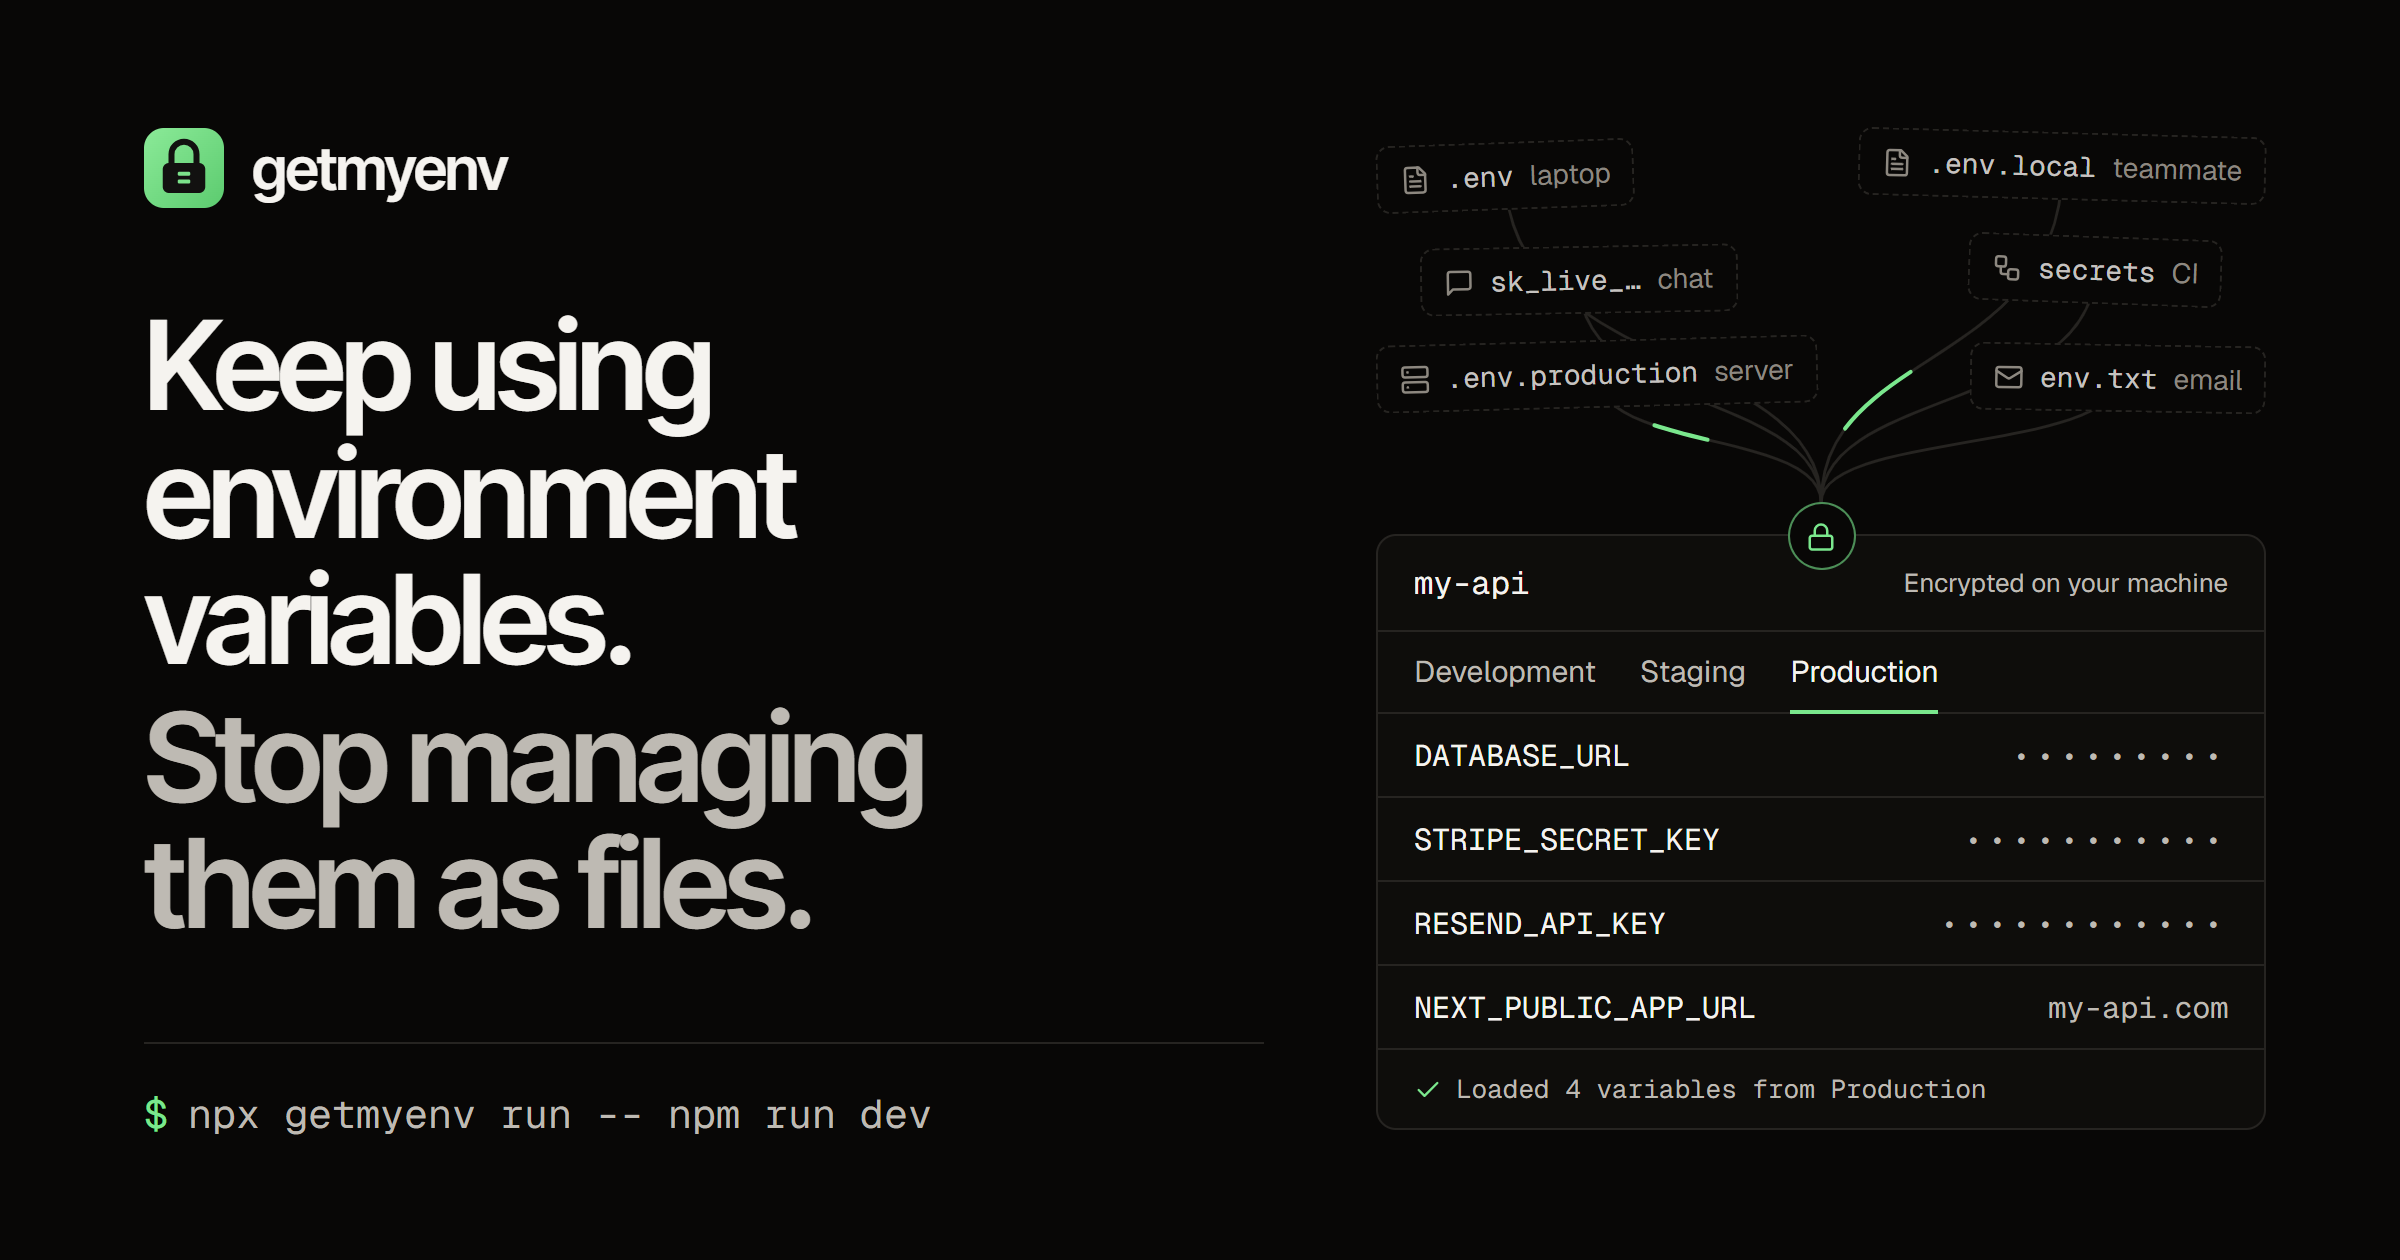 getmyenv
Keep using
environment
variables.
Stop managing
them as files.
$ npx getmyenv run -- npm run dev
.env laptop
.env.local teammate
sk_live_… chat
secrets CI
.env.production server
env.txt email
my-api
Encrypted on your machine
Development Staging Production
DATABASE_URL •••••••••
STRIPE_SECRET_KEY •••••••••••
RESEND_API_KEY ••••••••••••
NEXT_PUBLIC_APP_URL my-api.com
✓ Loaded 4 variables from Production